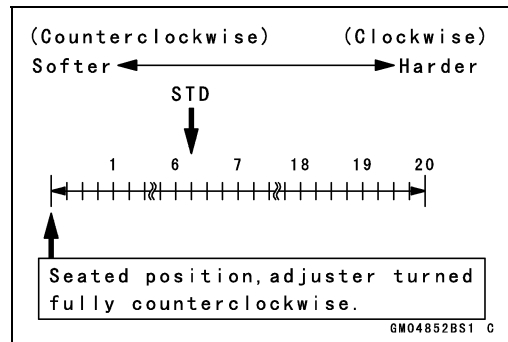 (Counterclockwise) (Clockwise)
Softer Harder
STD
1 6 7 18 19 20
Seated position, adjuster turned
fully counterclockwise.
GM04852BS1 C